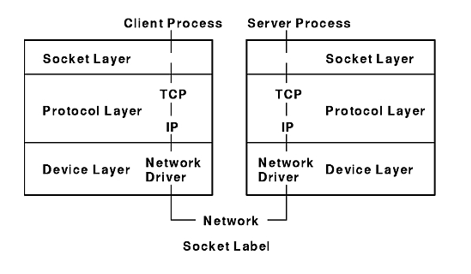 Client Process
Server Process
Socket Layer
Socket Layer
TCP
TCP
Protocol Layer
Protocol Layer
IP
IP
Device Layer
Network
Driver
Network
Driver
Device Layer
Network
Socket Label